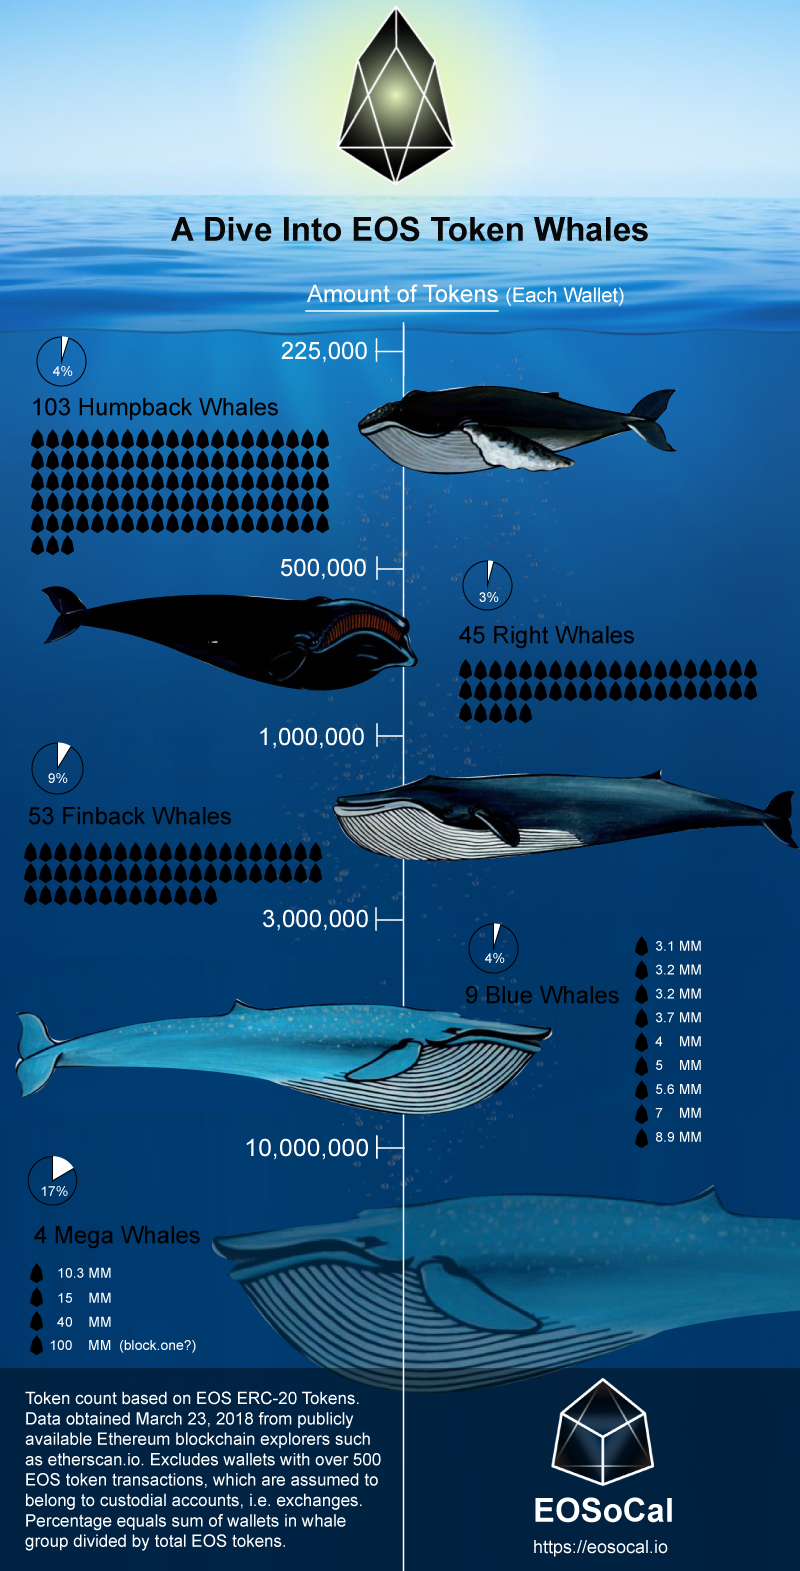 A Dive Into EOS Token Whales
Amount of Tokens (Each Wallet)
225,000
4%
103 Humpback Whales
500,000
3%
45 Right Whales
1,000,000
9%
53 Finback Whales
3,000,000
4%
9 Blue Whales
3.1 MM
3.2 MM
3.2 MM
3.7 MM
4 MM
5 MM
5.6 MM
7 MM
8.9 MM
10,000,000
17%
4 Mega Whales
10.3 MM
15 MM
40 MM
100 MM (block.one?)
Token count based on EOS ERC-20 Tokens.
Data obtained March 23, 2018 from publicly
available Ethereum blockchain explorers such
as etherscan.io. Excludes wallets with over 500
EOS token transactions, which are assumed to
belong to custodial accounts, i.e. exchanges.
Percentage equals sum of wallets in whale
group divided by total EOS tokens.
EOSoCal
https://eosocal.io